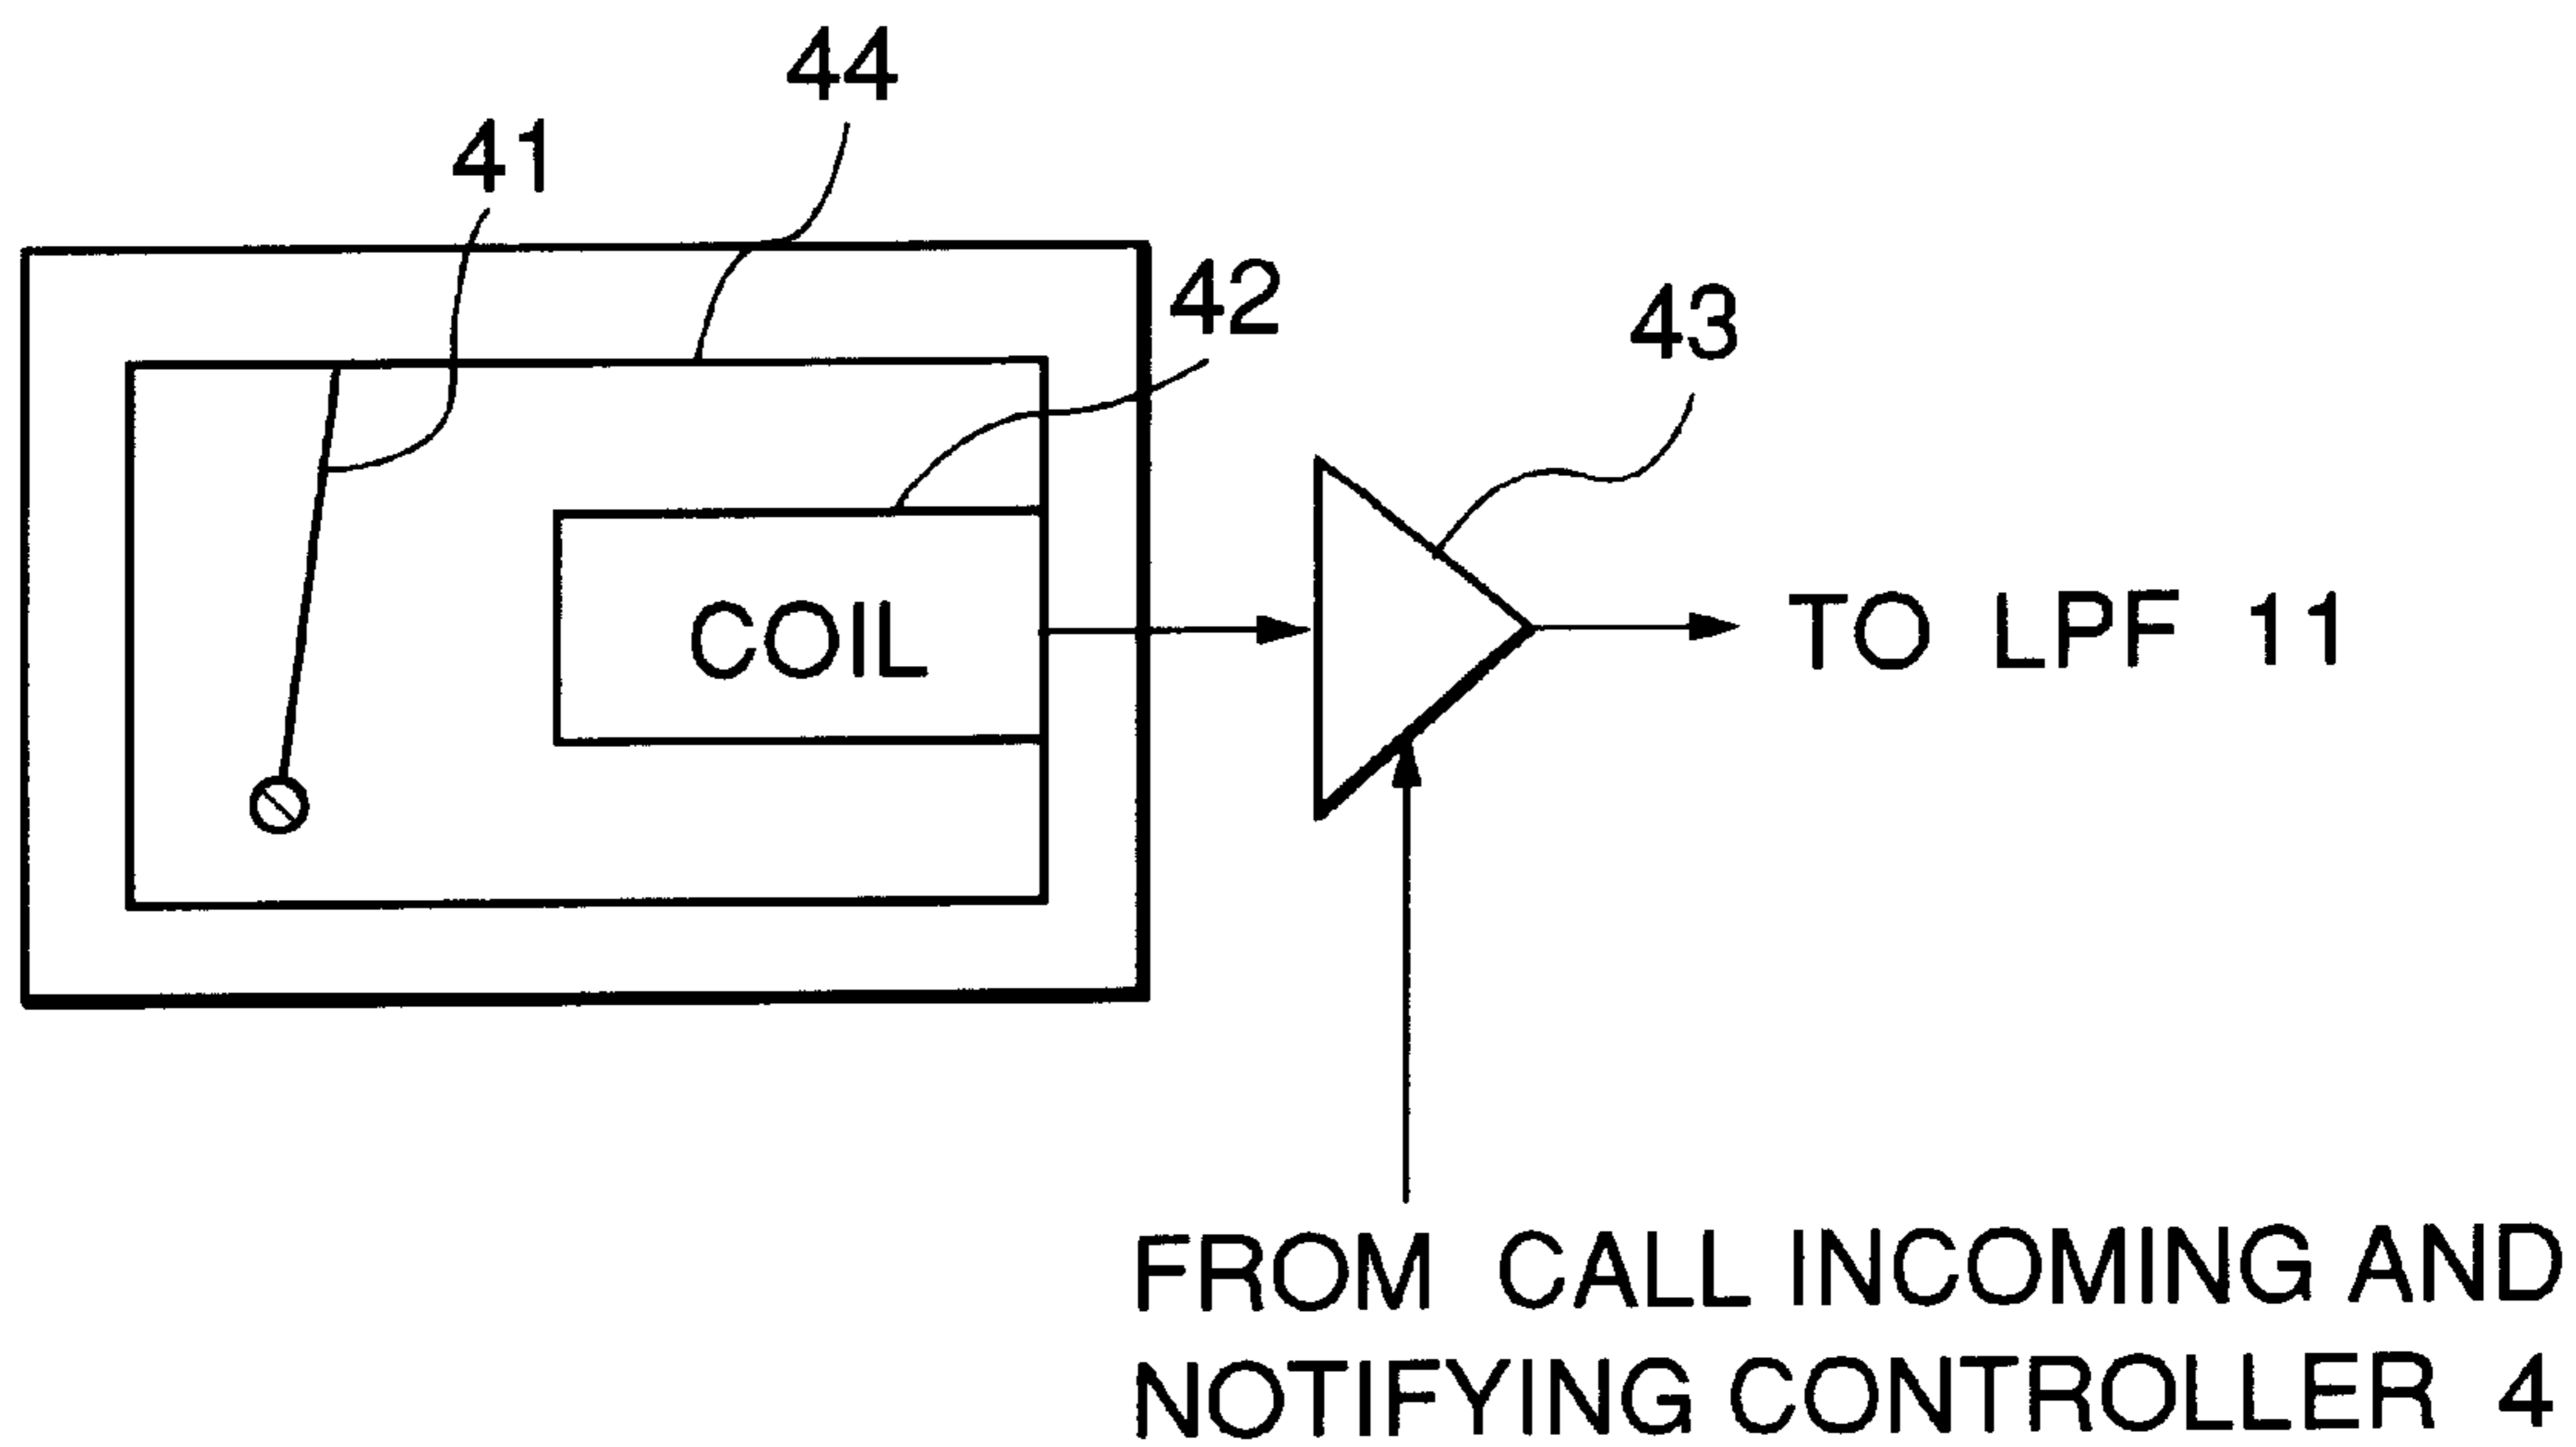 44
41
42
43
COIL
TO LPF 11
FROM CALL INCOMING AND
NOTIFYING CONTROLLER 4